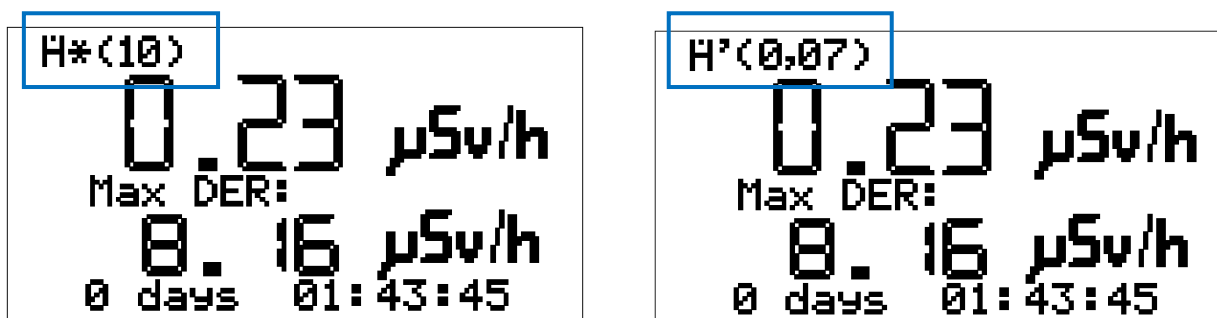 Ḣ*(10)
0.23 µSv/h
Max DER:
8.16 µSv/h
0 days 01:43:45
Ḣ'(0,07)
0.23 µSv/h
Max DER:
8.16 µSv/h
0 days 01:43:45